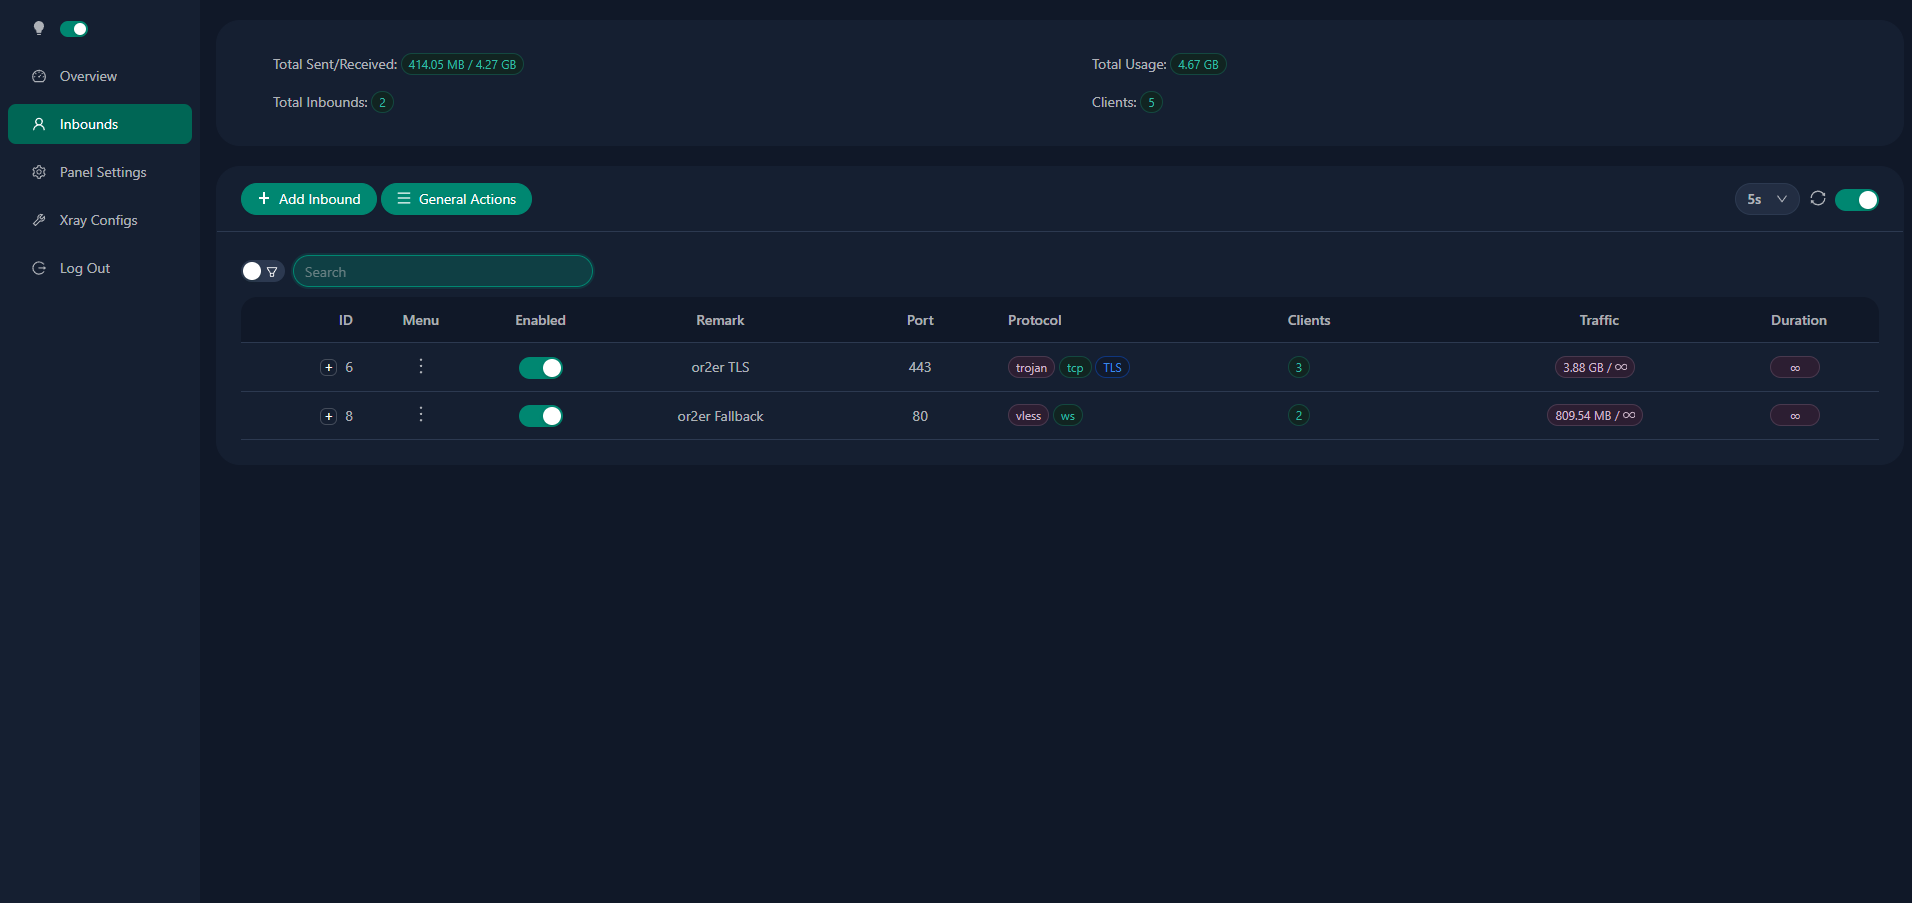 Overview
Inbounds
Panel Settings
Xray Configs
Log Out
Total Sent/Received: 414.05 MB / 4.27 GB
Total Usage: 4.67 GB
Total Inbounds: 2
Clients: 5
+ Add Inbound
General Actions
5s
Search
ID Menu Enabled Remark Port Protocol Clients Traffic Duration
+ 6 or2er TLS 443 trojan tcp TLS 3 3.88 GB / ∞ ∞
+ 8 or2er Fallback 80 vless ws 2 809.54 MB / ∞ ∞